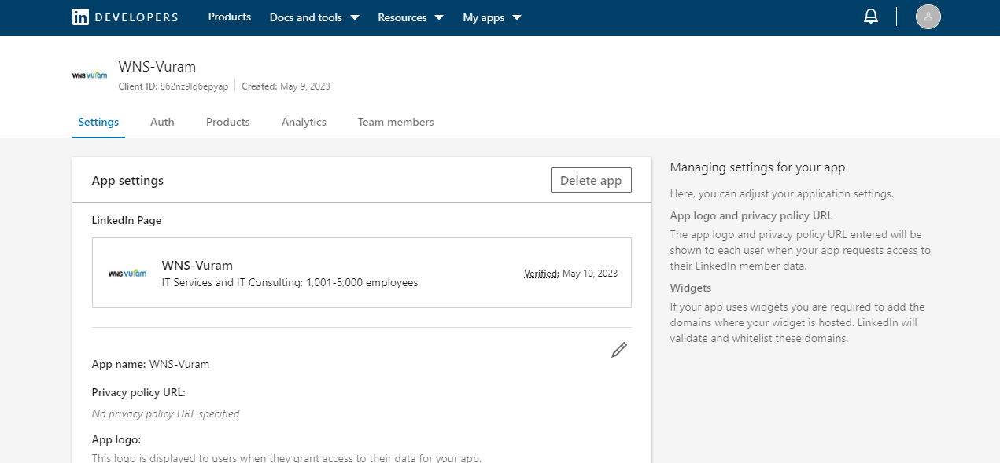 in DEVELOPERS Products Docs and tools Resources My apps
WNS VURAM
WNS-Vuram
Client ID: 862nz9lq6epyap Created: May 9, 2023
Settings Auth Products Analytics Team members
App settings
Delete app
LinkedIn Page
WNS VURAM
WNS-Vuram
IT Services and IT Consulting; 1,001-5,000 employees
Verified: May 10, 2023
App name: WNS-Vuram
Privacy policy URL:
No privacy policy URL specified
App logo:
This logo is displayed to users when they grant access to their data for your app.
Managing settings for your app
Here, you can adjust your application settings.
App logo and privacy policy URL
The app logo and privacy policy URL entered will be
shown to each user when your app requests access to
their LinkedIn member data.
Widgets
If your app uses widgets you are required to add the
domains where your widget is hosted. LinkedIn will
validate and whitelist these domains.